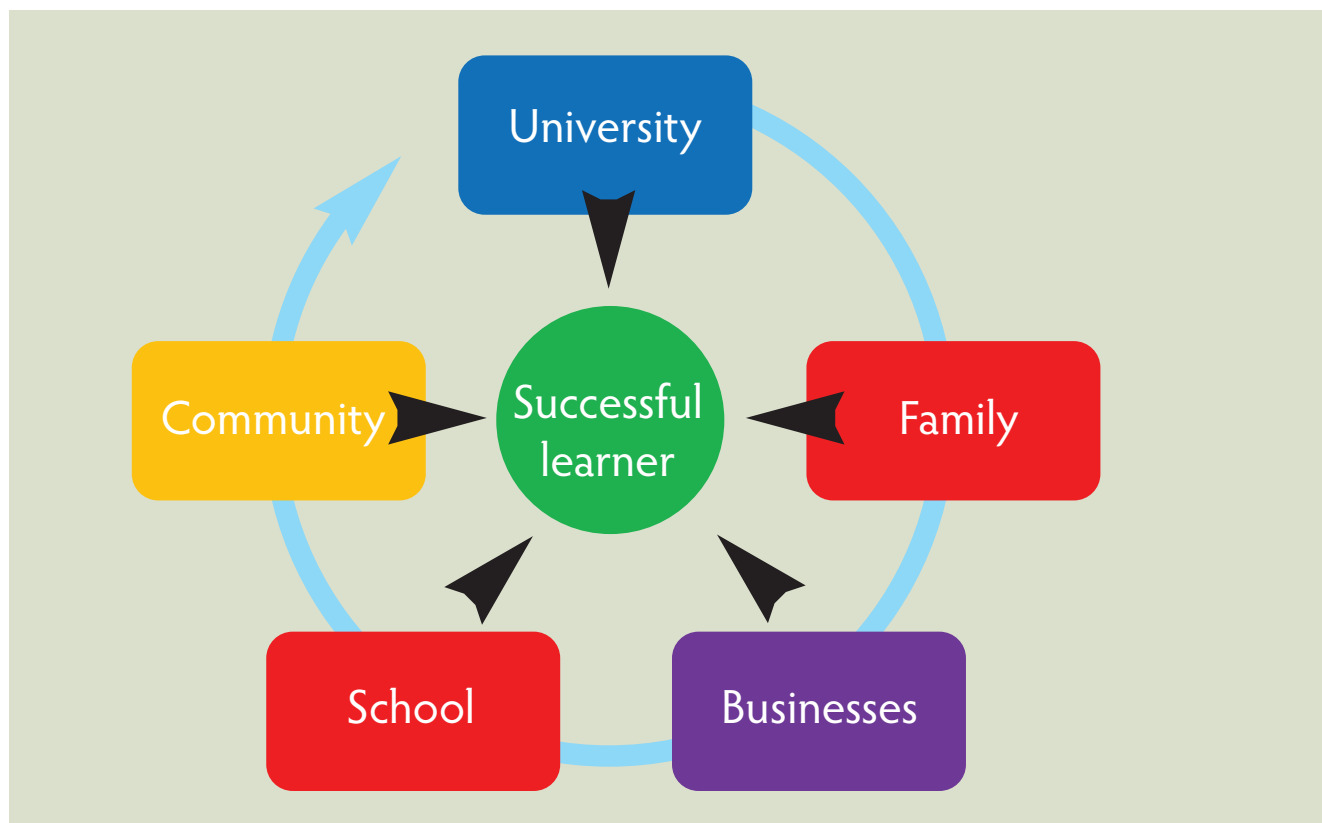 University
Community
Successful
learner
Family
School
Businesses